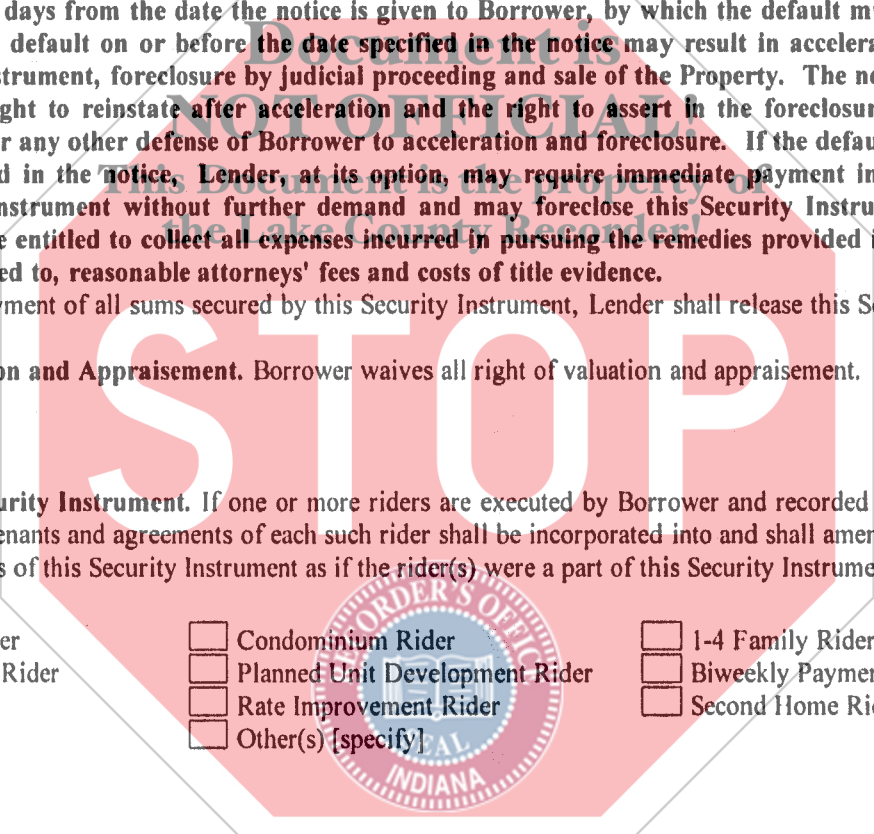 days from the date the notice is given to Borrower, by which the default m
default on or before the date specified in the notice may result in acceler
strument, foreclosure by judicial proceeding and sale of the Property. The n
ght to reinstate after acceleration and the right to assert in the foreclosur
r any other defense of Borrower to acceleration and foreclosure. If the defau
d in the notice, Lender, at its option, may require immediate payment in
nstrument without further demand and may foreclose this Security Instru
e entitled to collect all expenses incurred in pursuing the remedies provided i
ed to, reasonable attorneys' fees and costs of title evidence.
yment of all sums secured by this Security Instrument, Lender shall release this S
on and Appraisement. Borrower waives all right of valuation and appraisement.
urity Instrument. If one or more riders are executed by Borrower and recorded
enants and agreements of each such rider shall be incorporated into and shall amen
s of this Security Instrument as if the rider(s) were a part of this Security Instrume
er Condominium Rider 1-4 Family Rider
Rider Planned Unit Development Rider Biweekly Payme
Rate Improvement Rider Second Home Ri
Other(s) [specify]
Document is
NOT OFFICIAL!
This Document is the property of
the Lake County Recorder!
STOP
RECORDER'S OFFICE
SEAL
INDIANA